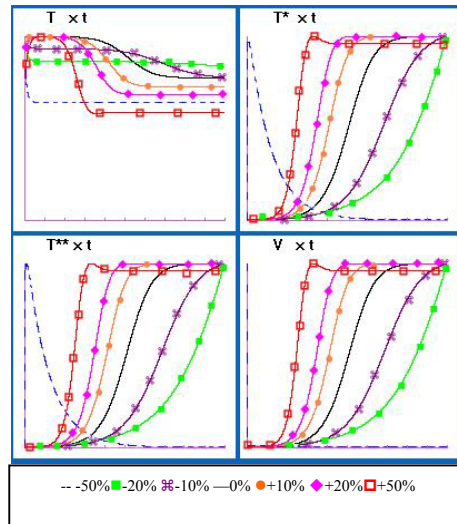 T × t
T* × t
T** × t
V × t
-- -50% -20% -10% —0% +10% +20% +50%